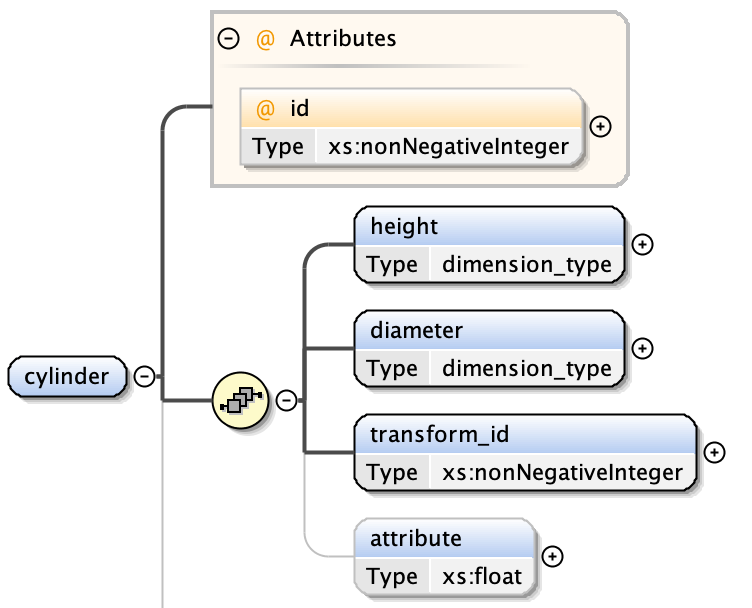 @ Attributes
@ id
Type xs:nonNegativeInteger
height
Type dimension_type
diameter
Type dimension_type
cylinder
transform_id
Type xs:nonNegativeInteger
attribute
Type xs:float